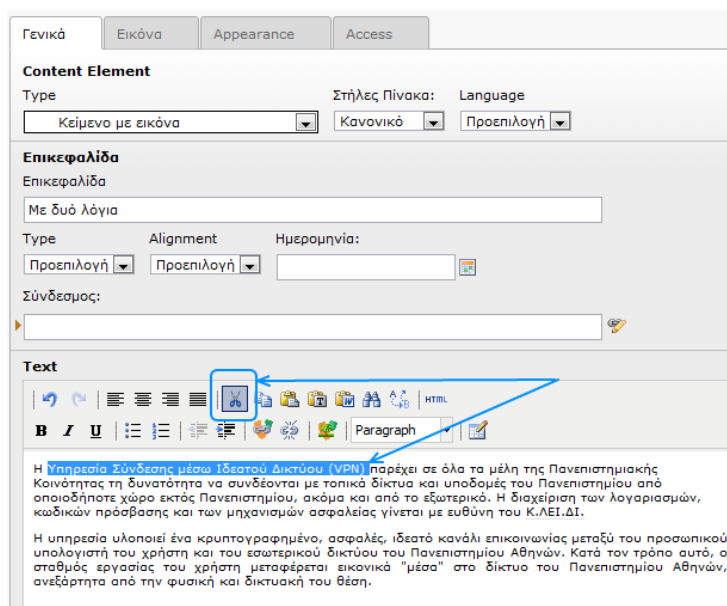 Γενικά Εικόνα Appearance Access
Content Element
Type Στήλες Πίνακα: Language
Κείμενο με εικόνα Κανονικό Προεπιλογή
Επικεφαλίδα
Επικεφαλίδα
Με δυό λόγια
Type Alignment Ημερομηνία:
Προεπιλογή Προεπιλογή
Σύνδεσμος:
Text
HTML
B I U Paragraph
Η Υπηρεσία Σύνδεσης μέσω Ιδεατού Δικτύου (VPN) παρέχει σε όλα τα μέλη της Πανεπιστημιακής
Κοινότητας τη δυνατότητα να συνδέονται με τοπικά δίκτυα και υποδομές του Πανεπιστημίου από
οποιοδήποτε χώρο εκτός Πανεπιστημίου, ακόμα και από το εξωτερικό. Η διαχείριση των λογαριασμών,
κωδικών πρόσβασης και των μηχανισμών ασφαλείας γίνεται με ευθύνη του Κ.ΛΕΙ.ΔΙ.
Η υπηρεσία υλοποιεί ένα κρυπτογραφημένο, ασφαλές, ιδεατό κανάλι επικοινωνίας μεταξύ του προσωπικού
υπολογιστή του χρήστη και του εσωτερικού δικτύου του Πανεπιστημίου Αθηνών. Κατά τον τρόπο αυτό, ο
σταθμός εργασίας του χρήστη μεταφέρεται εικονικά "μέσα" στο δίκτυο του Πανεπιστημίου Αθηνών,
ανεξάρτητα από την φυσική και δικτυακή του θέση.